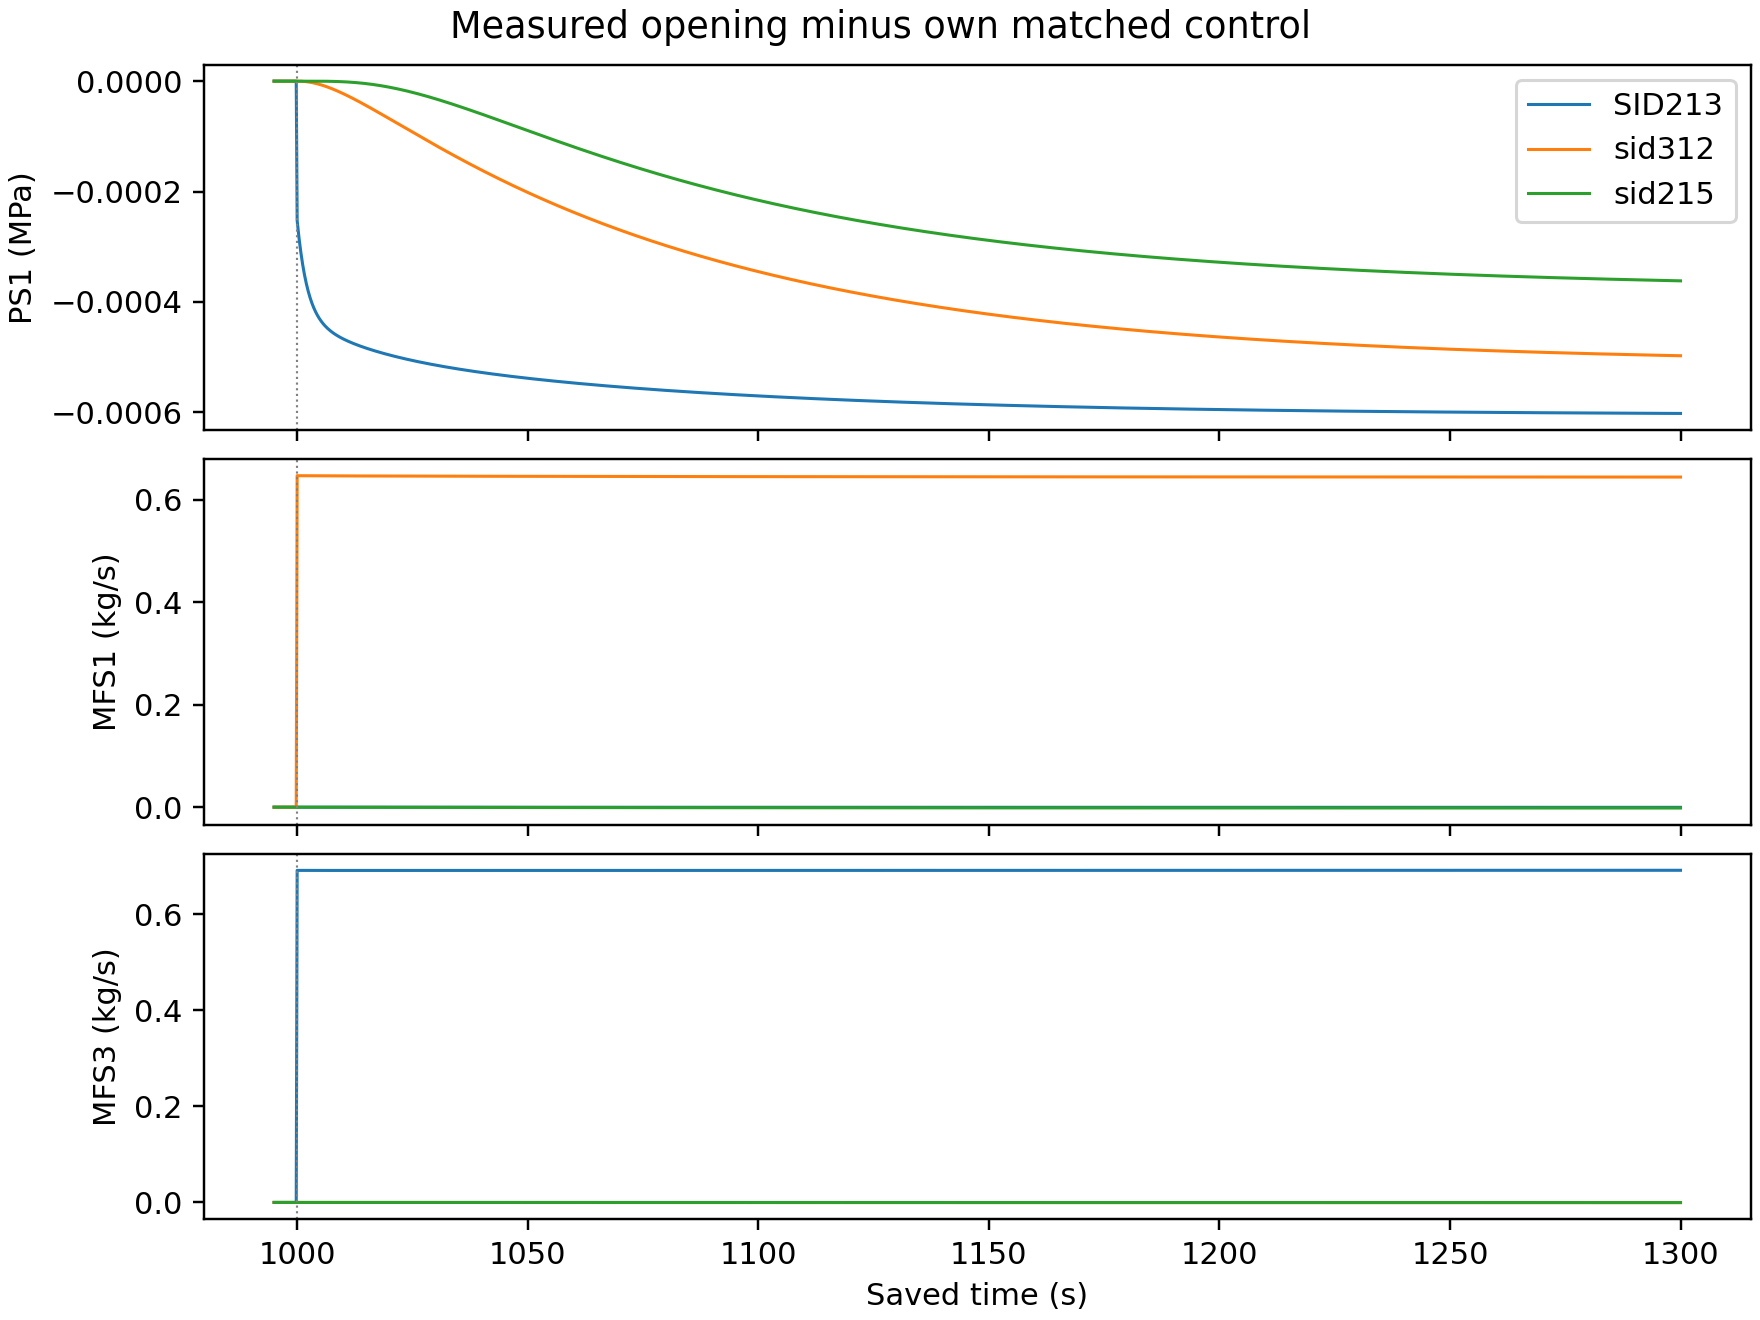 Measured opening minus own matched control
0.0000
−0.0002
−0.0004
−0.0006
PS1 (MPa)
SID213
sid312
sid215
0.6
0.4
0.2
0.0
MFS1 (kg/s)
0.6
0.4
0.2
0.0
MFS3 (kg/s)
1000 1050 1100 1150 1200 1250 1300
Saved time (s)